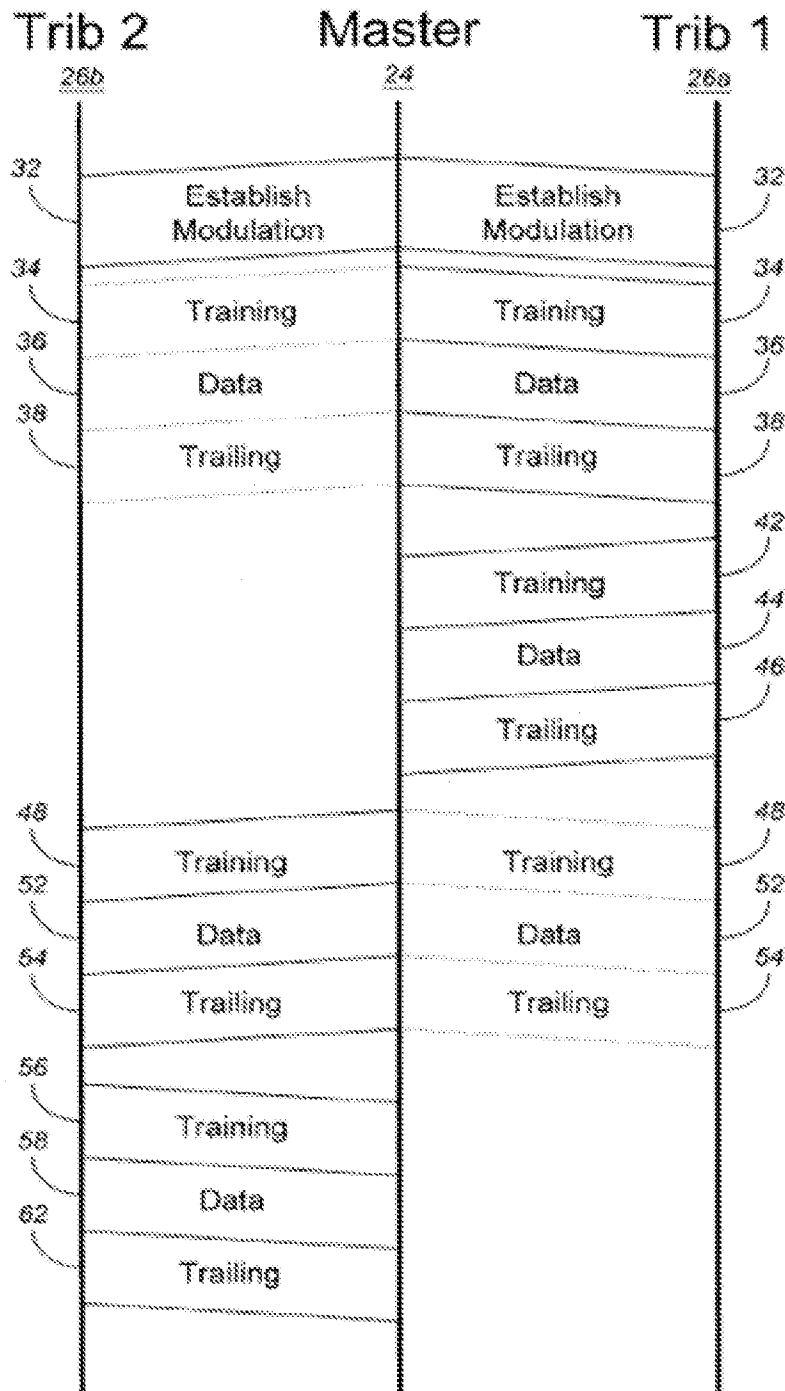 Trib 2 Master Trib 1
26b 24 26a
32 32
Establish Establish
Modulation Modulation
34 34
Training Training
36 36
Data Data
38 38
Trailing Trailing
42
Training
44
Data
46
Trailing
48 48
Training Training
52 52
Data Data
54 54
Trailing Trailing
56
Training
58
Data
62
Trailing